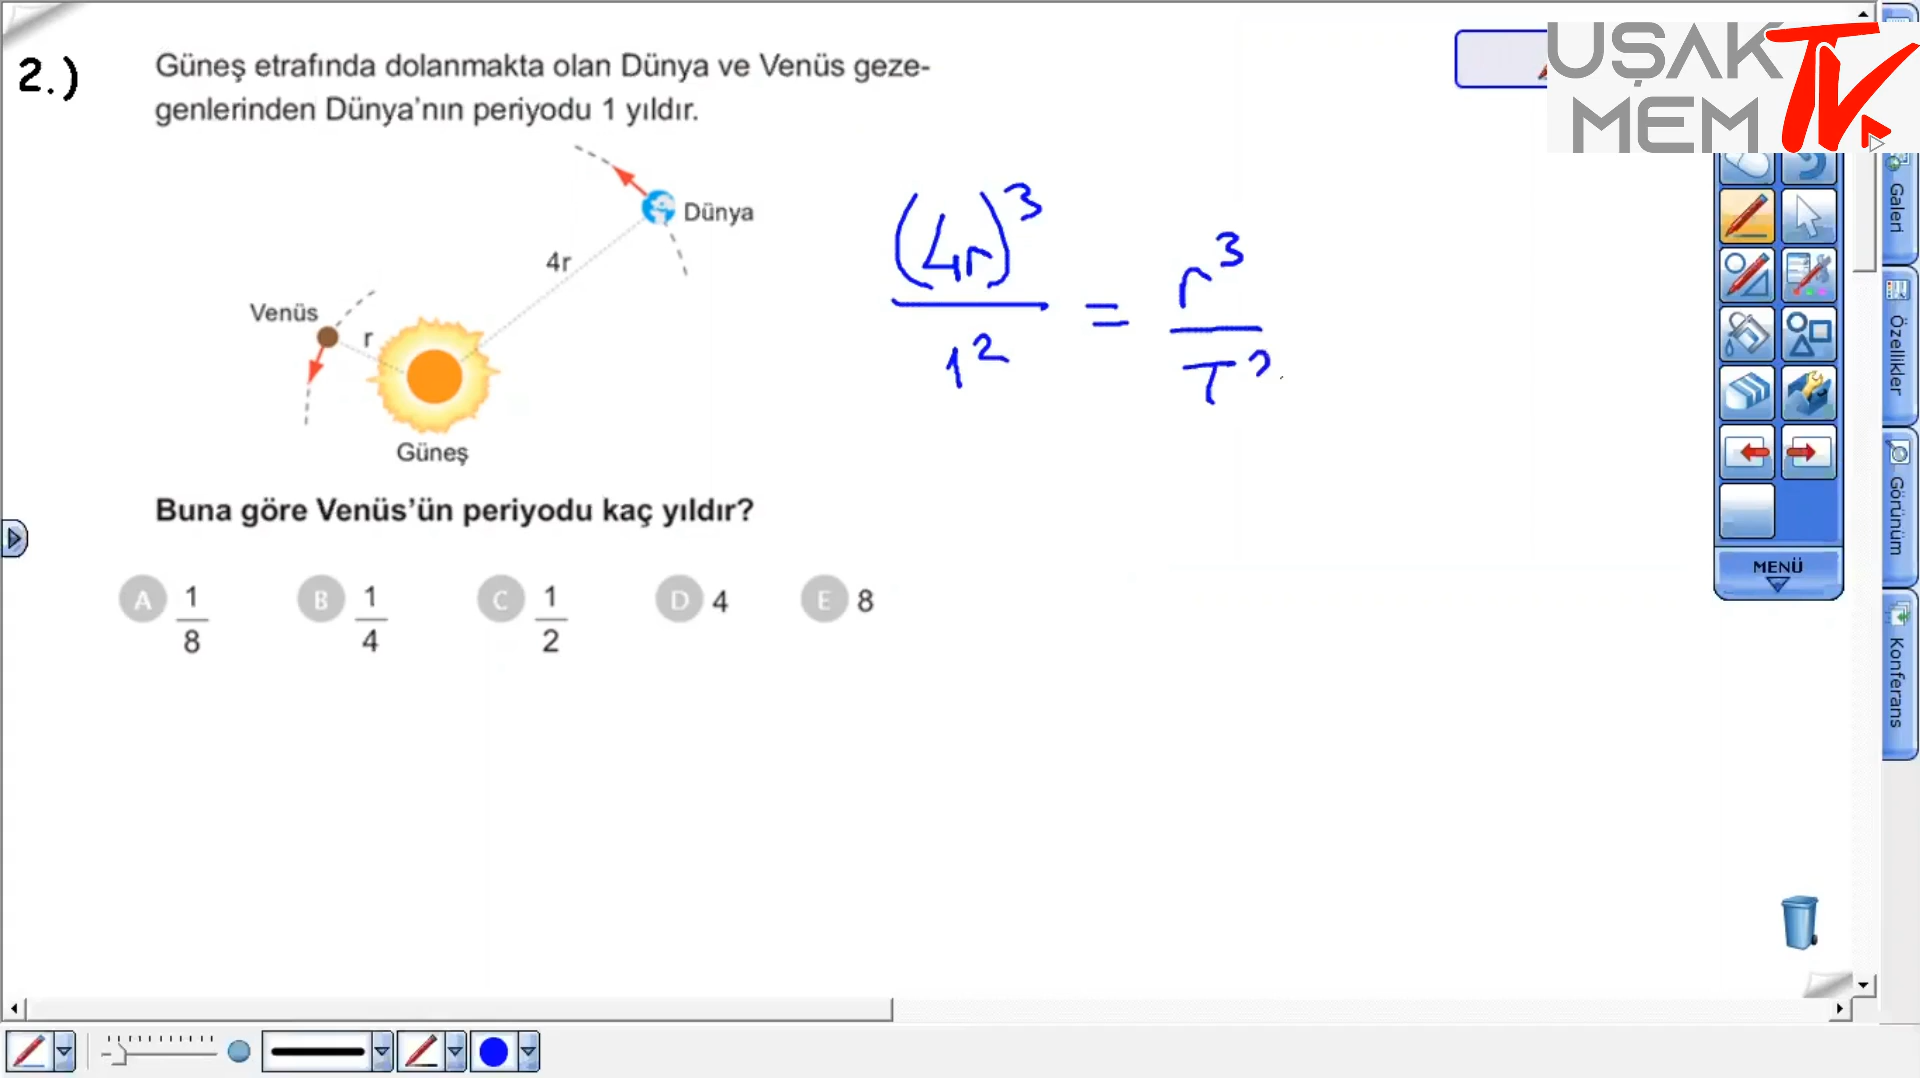 2.)
Güneş etrafında dolanmakta olan Dünya ve Venüs geze-
genlerinden Dünya'nın periyodu 1 yıldır.
Dünya
4r
Venüs
r
Güneş
(4r)³ / 1² = r³ / T²
Buna göre Venüs'ün periyodu kaç yıldır?
A 1/8 B 1/4 C 1/2 D 4 E 8
UŞAK
MEM
TV
Galeri
Özellikler
Görünüm
Konferans
MENÜ